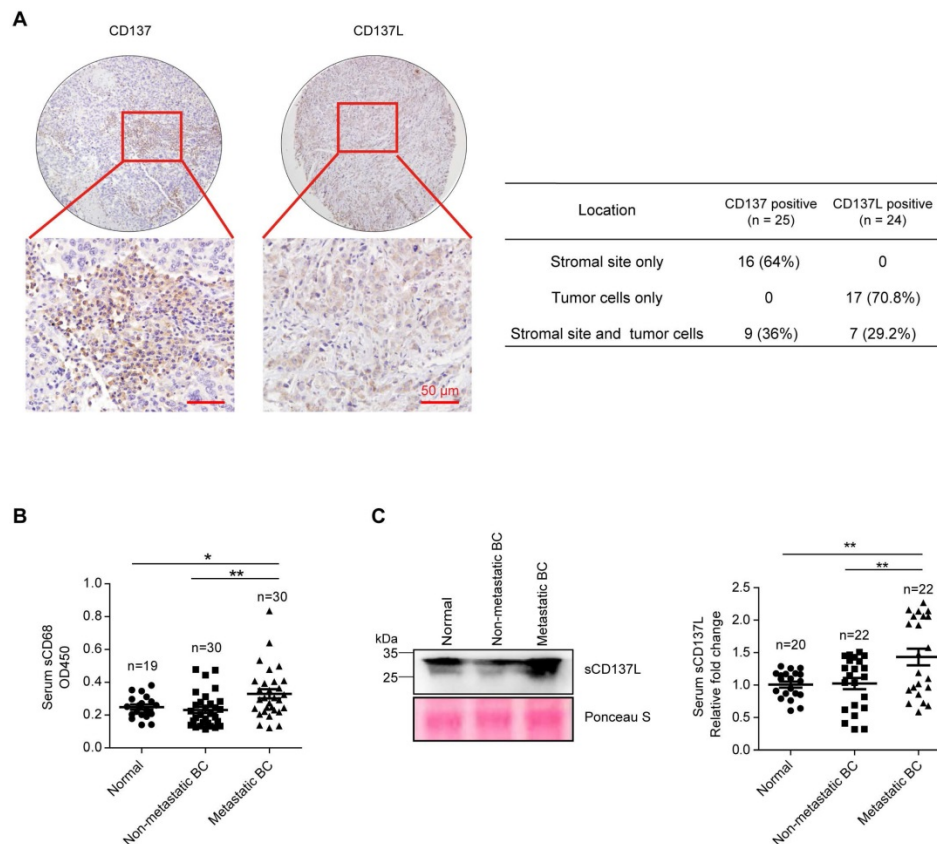 A
CD137
CD137L
50 μm
Location
CD137 positive
(n = 25)
CD137L positive
(n = 24)
Stromal site only
16 (64%)
0
Tumor cells only
0
17 (70.8%)
Stromal site and tumor cells
9 (36%)
7 (29.2%)
B
Serum sCD68
OD450
1.0
0.8
0.6
0.4
0.2
0.0
*
**
n=19
n=30
n=30
Normal
Non-metastatic BC
Metastatic BC
C
Normal
Non-metastatic BC
Metastatic BC
kDa
35
25
sCD137L
Ponceau S
Serum sCD137L
Relative fold change
2.5
2.0
1.5
1.0
0.5
0.0
**
**
n=20
n=22
n=22
Normal
Non-metastatic BC
Metastatic BC